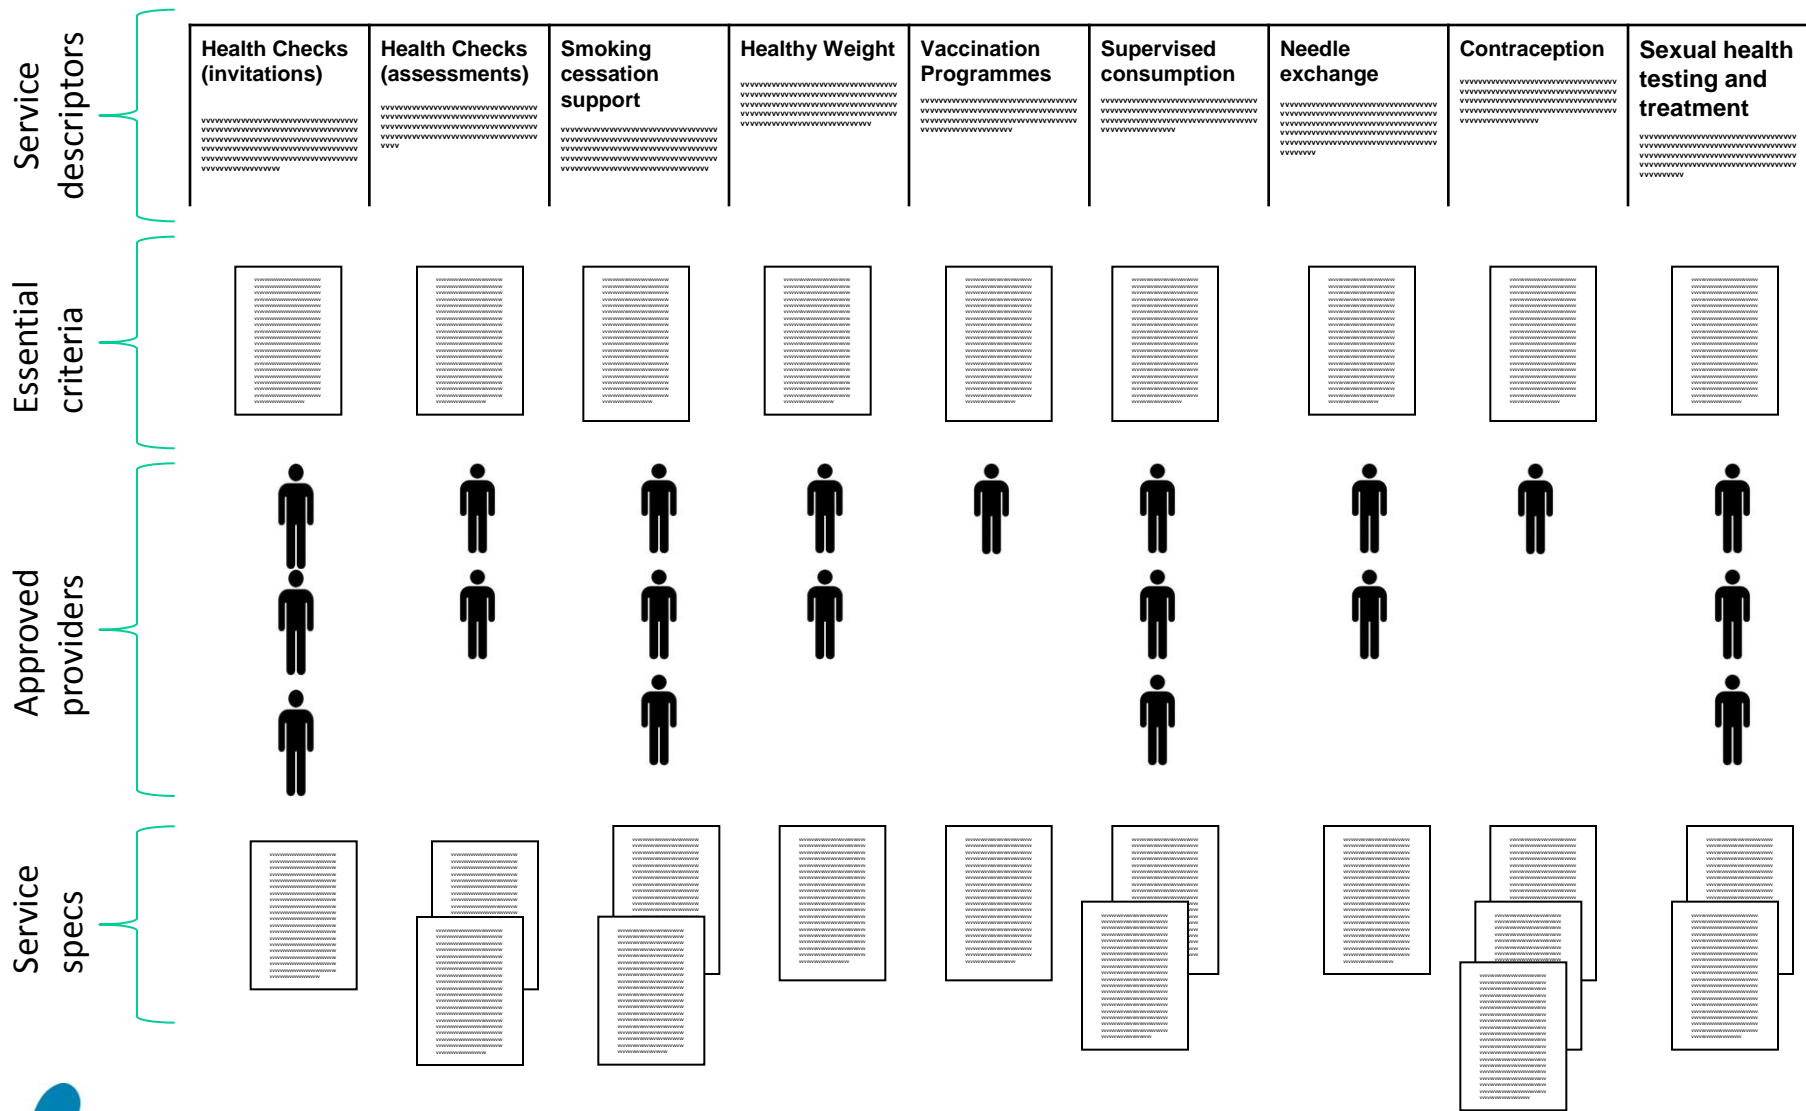 Service
descriptors
Health Checks
(invitations)
Health Checks
(assessments)
Smoking
cessation
support
Healthy Weight
Vaccination
Programmes
Supervised
consumption
Needle
exchange
Contraception
Sexual health
testing and
treatment
Essential
criteria
Approved
providers
Service
specs